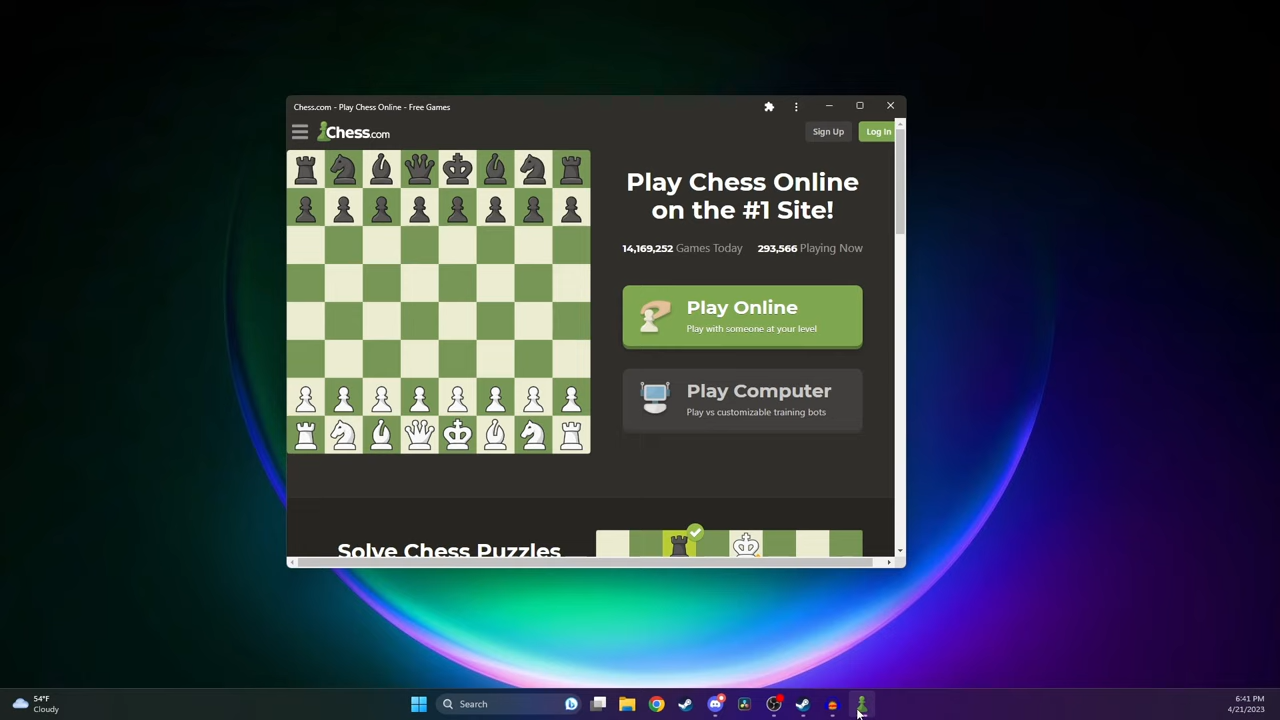 Chess.com - Play Chess Online - Free Games
Chess.com
Sign Up
Log In
Play Chess Online
on the #1 Site!
14,169,252 Games Today 293,566 Playing Now
Play Online
Play with someone at your level
Play Computer
Play vs customizable training bots
Solve Chess Puzzles
54°F
Cloudy
Search
6:41 PM
4/21/2023